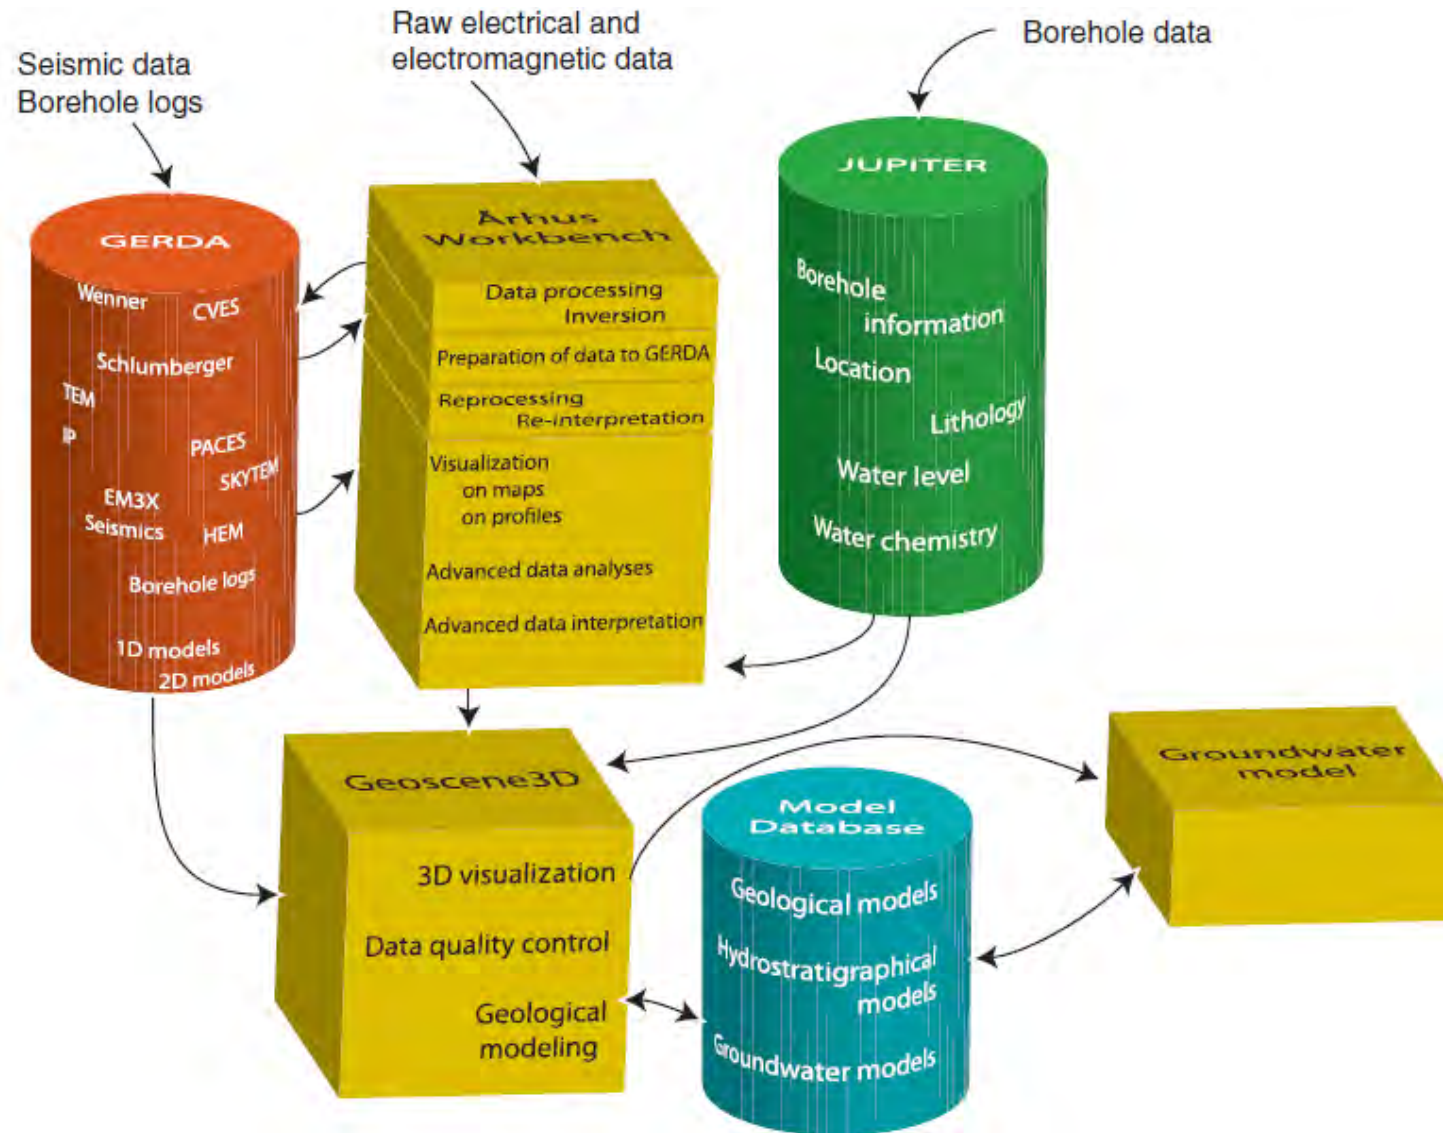 Seismic data
Borehole logs
Raw electrical and
electromagnetic data
Borehole data
GERDA
Wenner
CVES
Schlumberger
TEM
IP
PACES
SKYTEM
EM3X
Seismics
HEM
Borehole logs
1D models
2D models
Århus
Workbench
Data processing
Inversion
Preparation of data to GERDA
Reprocessing
Re-interpretation
Visualization
on maps
on profiles
Advanced data analyses
Advanced data interpretation
JUPITER
Borehole
information
Location
Lithology
Water level
Water chemistry
Geoscene3D
3D visualization
Data quality control
Geological
modeling
Model
Database
Geological models
Hydrostratigraphical
models
Groundwater models
Groundwater
model